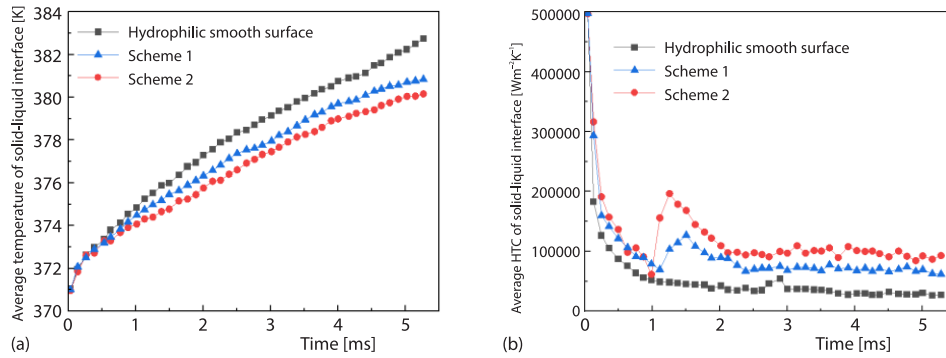 Average temperature of solid-liquid interface [K]
384
382
380
378
376
374
372
370
Hydrophilic smooth surface
Scheme 1
Scheme 2
0
1
2
3
4
5
(a)
Time [ms]
Average HTC of solid-liquid interface [Wm⁻²K⁻¹]
500000
400000
300000
200000
100000
0
Hydrophilic smooth surface
Scheme 1
Scheme 2
0
1
2
3
4
5
(b)
Time [ms]